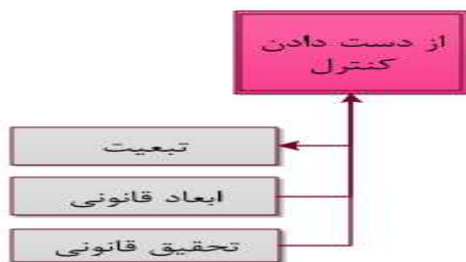 از دست دادن
کنترل
تبعیت
ابعاد قانونی
تحقیق قانونی